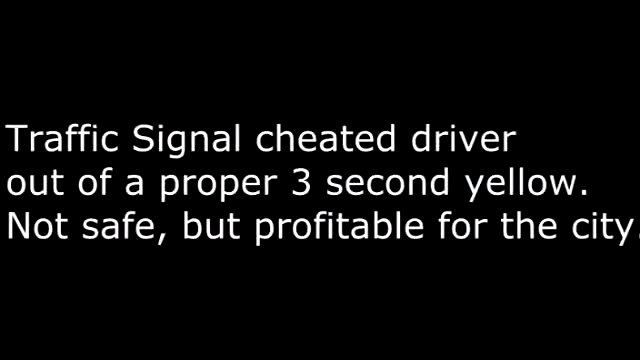 Traffic Signal cheated driver
out of a proper 3 second yellow.
Not safe, but profitable for the city.